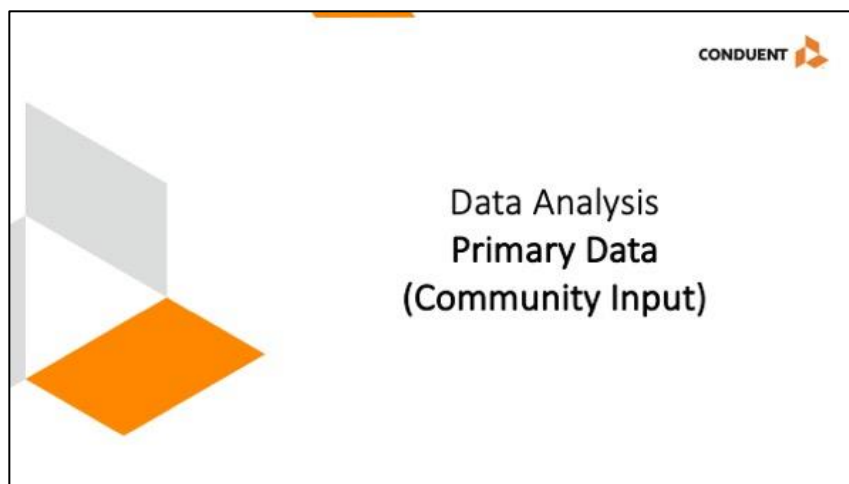 CONDUENT
Data Analysis
Primary Data
(Community Input)